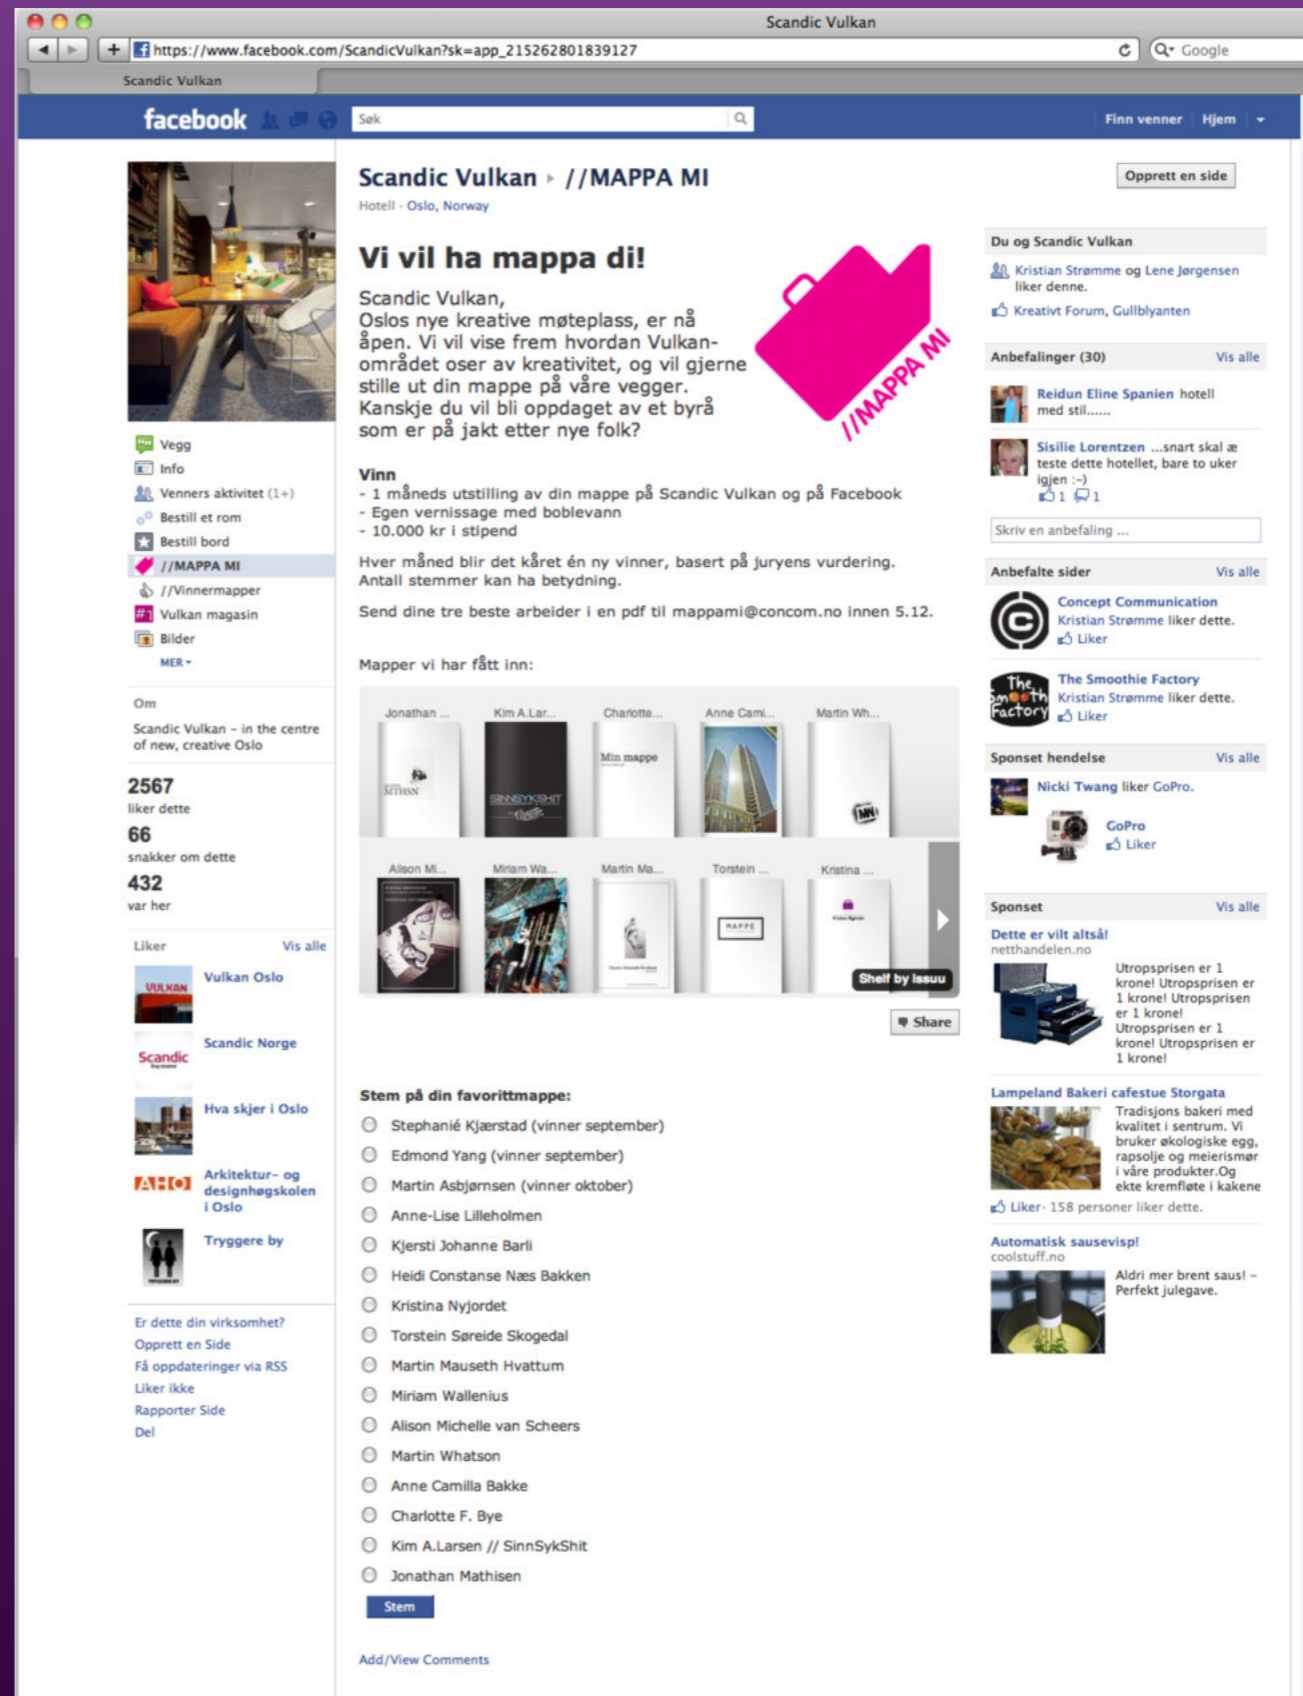 Scandic Vulkan
https://www.facebook.com/ScandicVulkan?sk=app_215262801839127
Google
Scandic Vulkan
facebook
Søk
Finn venner
Hjem
Vegg
Info
Venners aktivitet (1+)
Bestill et rom
Bestill bord
//MAPPA MI
//Vinnermapper
#1 Vulkan magasin
Bilder
MER
Om
Scandic Vulkan – in the centre
of new, creative Oslo
2567
liker dette
66
snakker om dette
432
var her
Liker
Vis alle
VULKAN
Vulkan Oslo
Scandic
Scandic Norge
Hva skjer i Oslo
AHO
Arkitektur– og
designhøgskolen
i Oslo
Tryggere by
Er dette din virksomhet?
Opprett en Side
Få oppdateringer via RSS
Liker ikke
Rapporter Side
Del
Scandic Vulkan ▸ //MAPPA MI
Hotell · Oslo, Norway
Opprett en side
Vi vil ha mappa di!
Scandic Vulkan,
Oslos nye kreative møteplass, er nå
åpen. Vi vil vise frem hvordan Vulkan-
området oser av kreativitet, og vil gjerne
stille ut din mappe på våre vegger.
Kanskje du vil bli oppdaget av et byrå
som er på jakt etter nye folk?
//MAPPA MI
Vinn
- 1 måneds utstilling av din mappe på Scandic Vulkan og på Facebook
- Egen vernissage med boblevann
- 10.000 kr i stipend
Hver måned blir det kåret én ny vinner, basert på juryens vurdering.
Antall stemmer kan ha betydning.
Send dine tre beste arbeider i en pdf til mappami@concom.no innen 5.12.
Mapper vi har fått inn:
Jonathan ...
Kim A.Lar...
Charlotte...
Anne Cami...
Martin Wh...
MTHSN
SINNSYKSHIT
Min mappe
MW
Alison Mi...
Miriam Wa...
Martin Ma...
Torstein ...
Kristina ...
MAPPE
Shelf by Issuu
Share
Stem på din favorittmappe:
Stephanié Kjærstad (vinner september)
Edmond Yang (vinner september)
Martin Asbjørnsen (vinner oktober)
Anne-Lise Lilleholmen
Kjersti Johanne Barli
Heidi Constanse Næs Bakken
Kristina Nyjordet
Torstein Søreide Skogedal
Martin Mauseth Hvattum
Miriam Wallenius
Alison Michelle van Scheers
Martin Whatson
Anne Camilla Bakke
Charlotte F. Bye
Kim A.Larsen // SinnSykShit
Jonathan Mathisen
Stem
Add/View Comments
Du og Scandic Vulkan
Kristian Strømme og Lene Jørgensen
liker denne.
Kreativt Forum, Gullblyanten
Anbefalinger (30)
Vis alle
Reidun Eline Spanien hotell
med stil......
Sisilie Lorentzen ...snart skal æ
teste dette hotellet, bare to uker
igjen :-)
1 1
Skriv en anbefaling ...
Anbefalte sider
Vis alle
Concept Communication
Kristian Strømme liker dette.
Liker
The Smooth Factory
The Smoothie Factory
Kristian Strømme liker dette.
Liker
Sponset hendelse
Vis alle
Nicki Twang liker GoPro.
GoPro
Liker
Sponset
Vis alle
Dette er vilt altså!
netthandelen.no
Utropsprisen er 1
krone! Utropsprisen er
1 krone! Utropsprisen
er 1 krone!
Utropsprisen er 1
krone! Utropsprisen er
1 krone!
Lampeland Bakeri cafestue Storgata
Tradisjons bakeri med
kvalitet i sentrum. Vi
bruker økologiske egg,
rapsolje og meierismør
i våre produkter.Og
ekte kremfløte i kakene
Liker · 158 personer liker dette.
Automatisk sausevisp!
coolstuff.no
Aldri mer brent saus! –
Perfekt julegave.